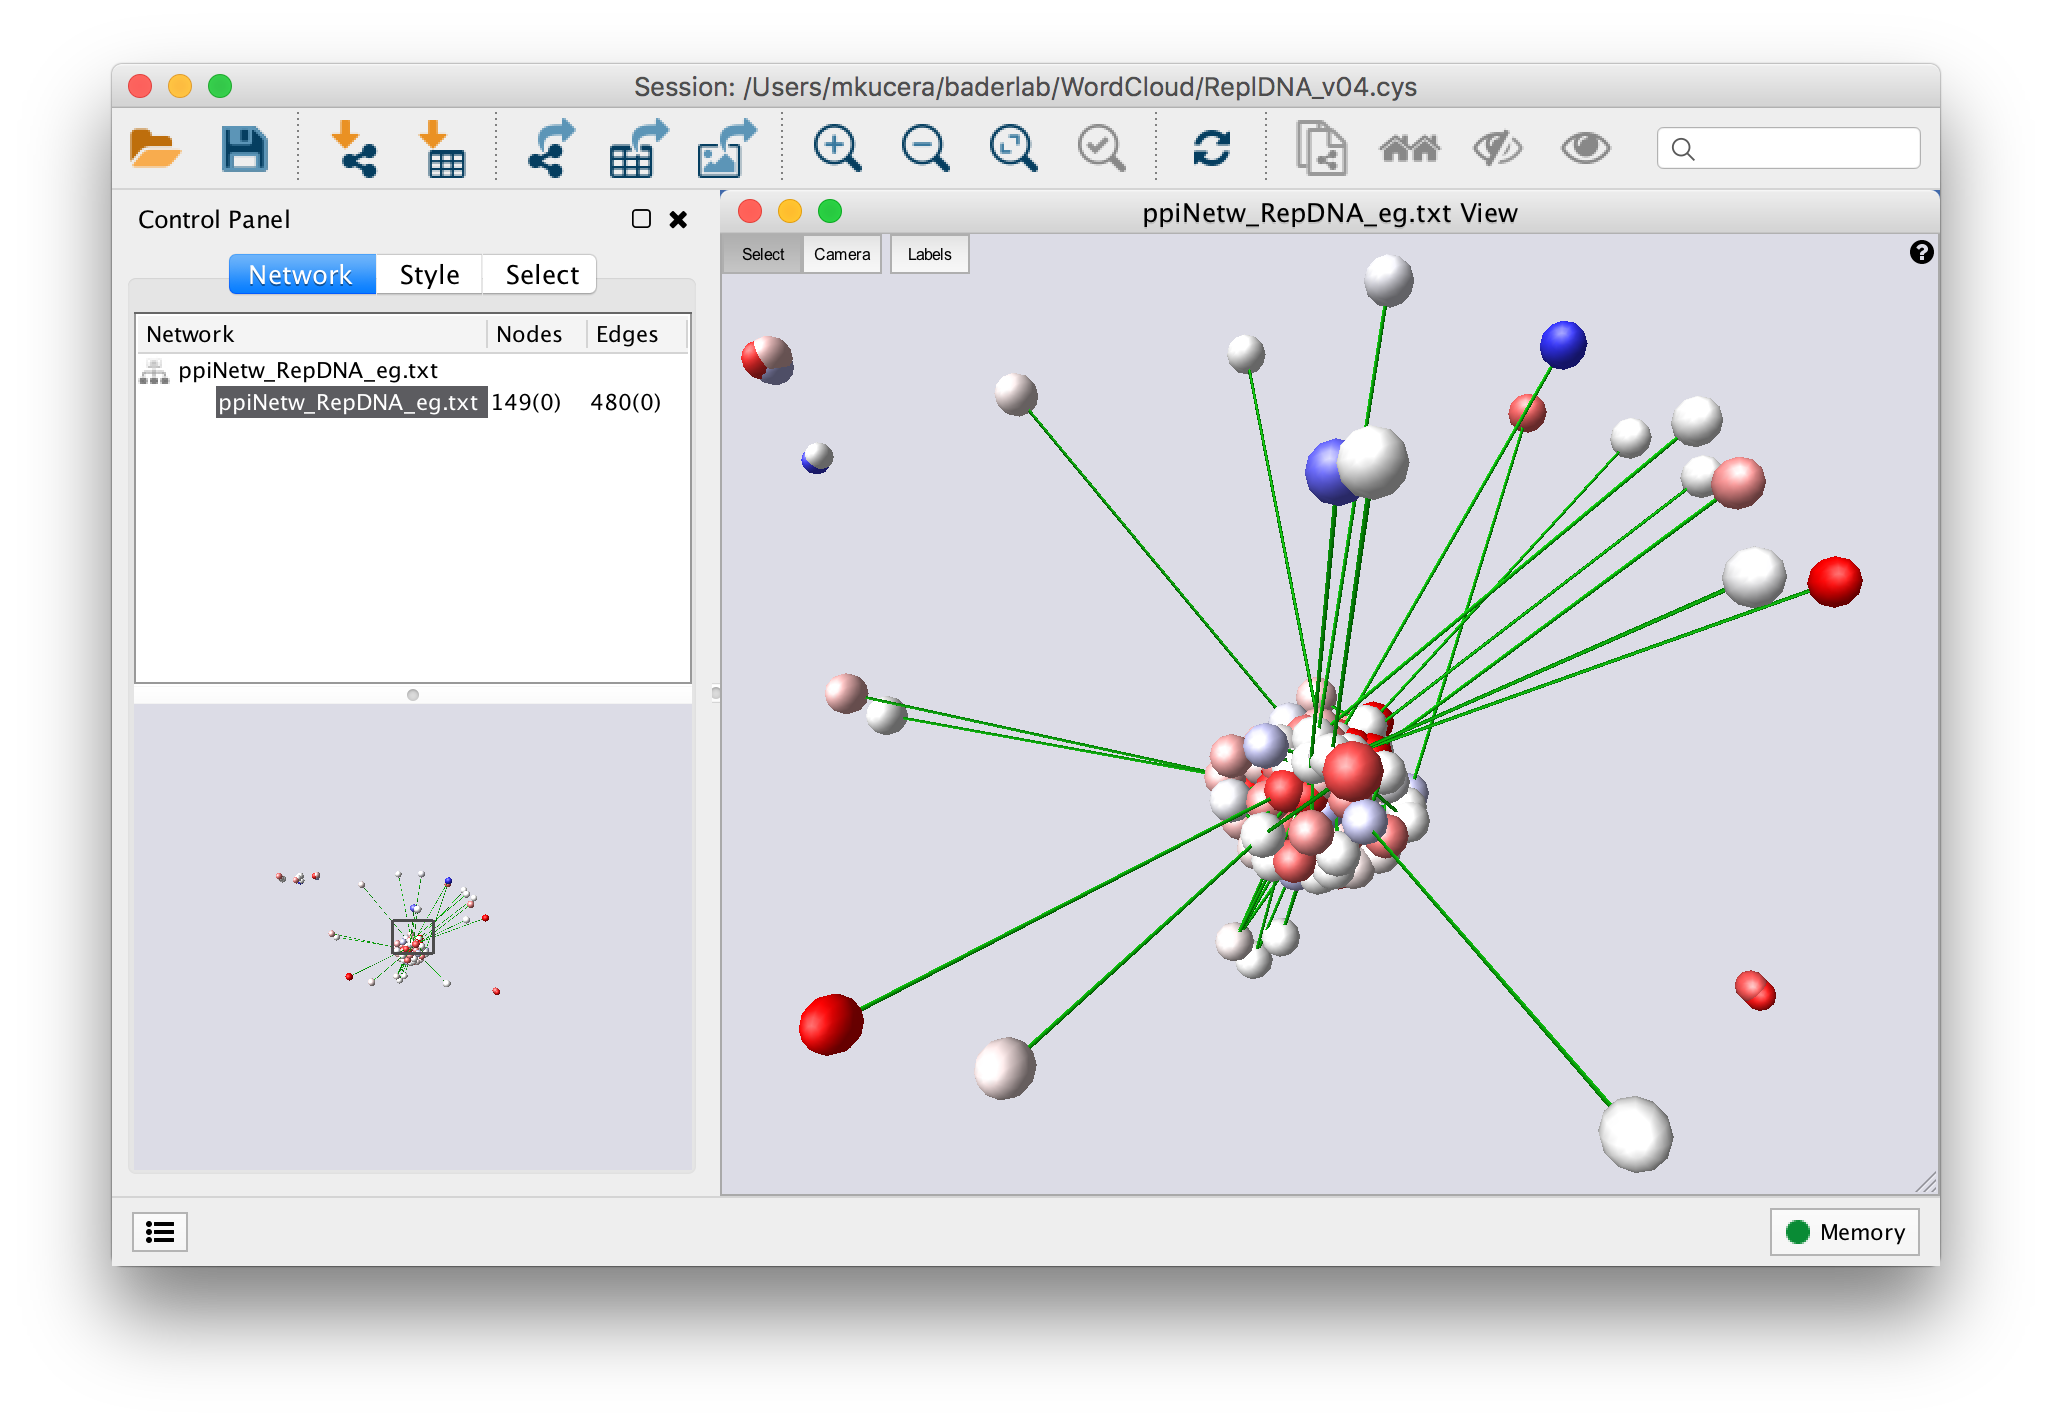 Session: /Users/mkucera/baderlab/WordCloud/ReplDNA_v04.cys
Control Panel
Network Style Select
Network Nodes Edges
ppiNetw_RepDNA_eg.txt
ppiNetw_RepDNA_eg.txt 149(0) 480(0)
ppiNetw_RepDNA_eg.txt View
Select Camera Labels
?
Memory